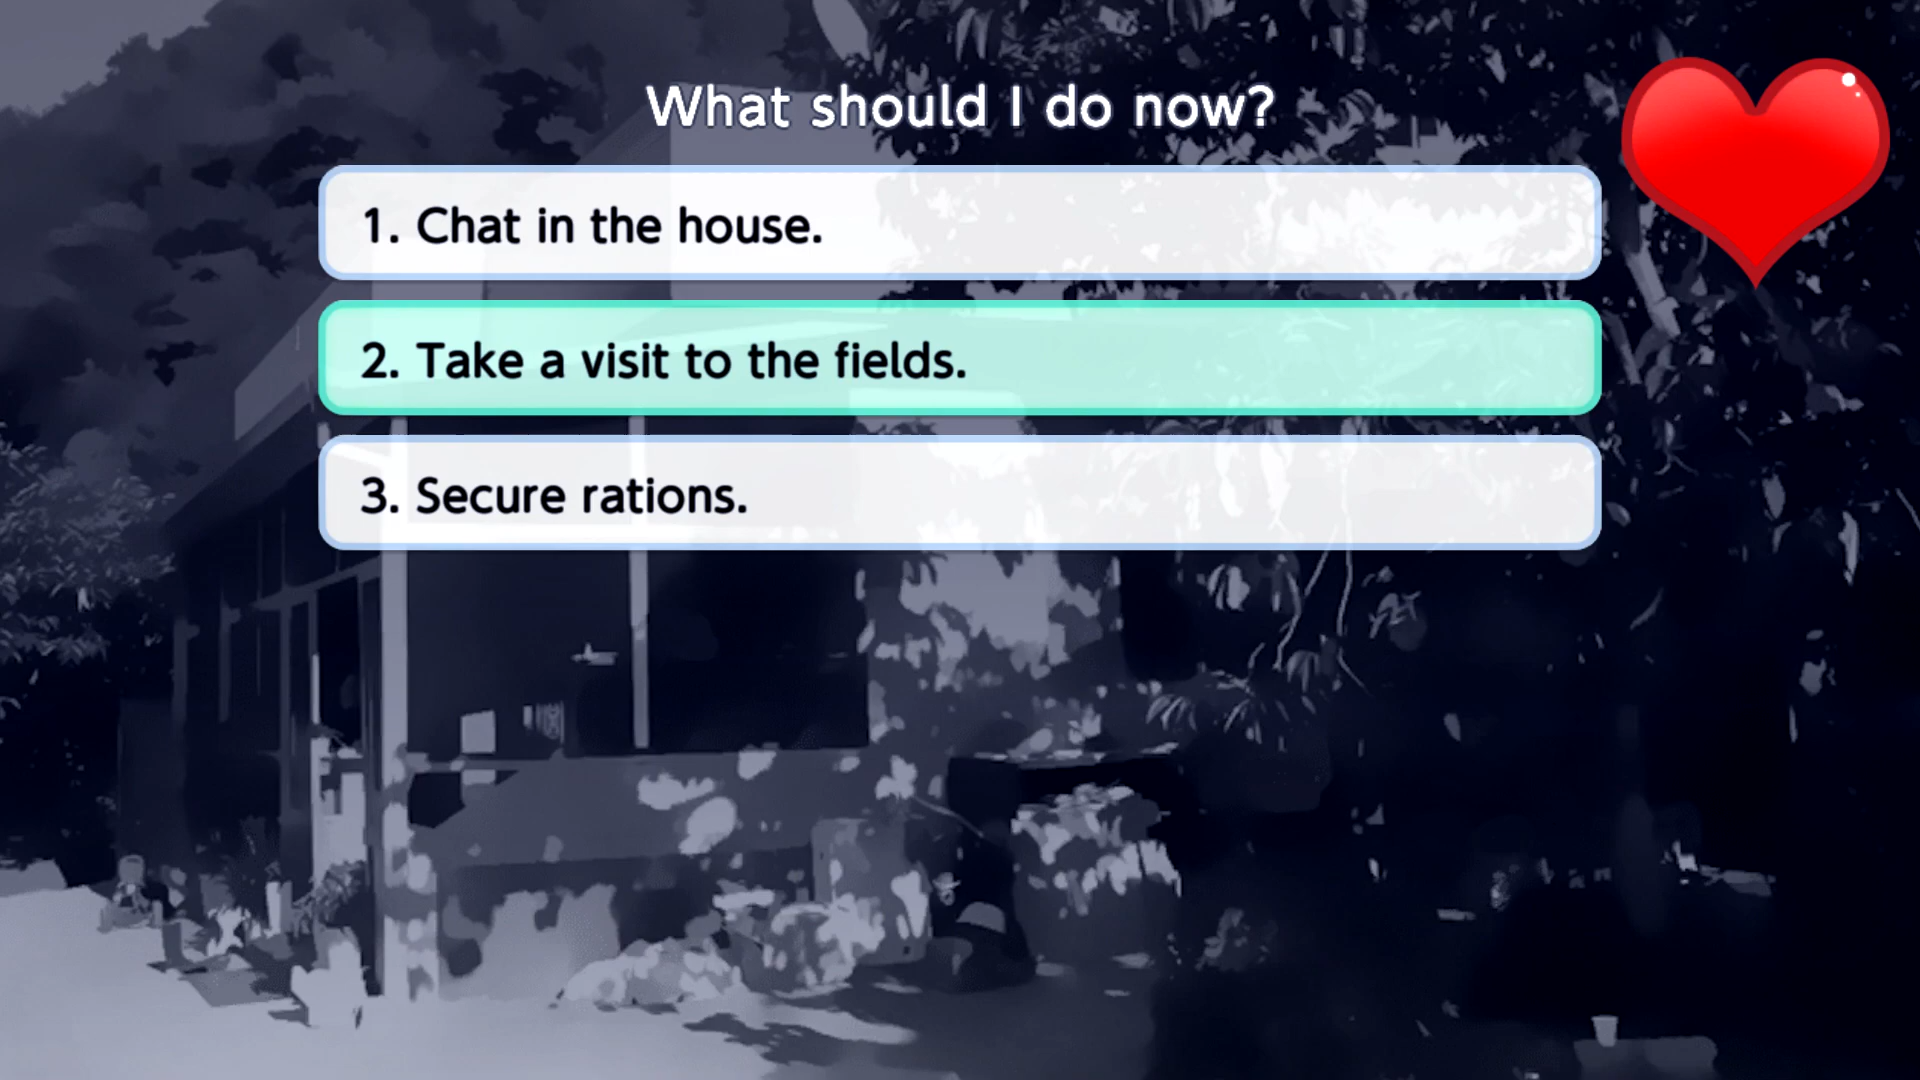 What should I do now?
1. Chat in the house.
2. Take a visit to the fields.
3. Secure rations.